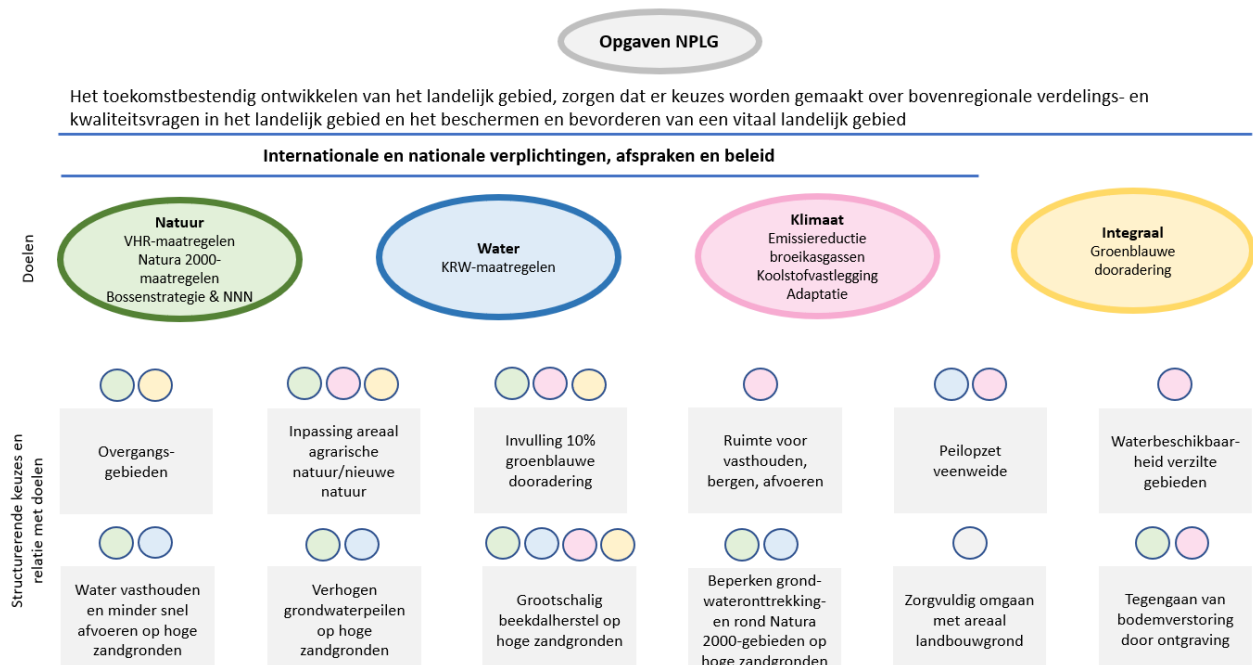 Opgaven NPLG
Het toekomstbestendig ontwikkelen van het landelijk gebied, zorgen dat er keuzes worden gemaakt over bovenregionale verdelings- en
kwaliteitsvragen in het landelijk gebied en het beschermen en bevorderen van een vitaal landelijk gebied
Internationale en nationale verplichtingen, afspraken en beleid
Doelen
Natuur
VHR-maatregelen
Natura 2000-
maatregelen
Bossenstrategie & NNN
Water
KRW-maatregelen
Klimaat
Emissiereductie
broeikasgassen
Koolstofvastlegging
Adaptatie
Integraal
Groenblauwe
dooradering
Structurerende keuzes en
relatie met doelen
Overgangs-
gebieden
Inpassing areaal
agrarische
natuur/nieuwe
natuur
Invulling 10%
groenblauwe
dooradering
Ruimte voor
vasthouden,
bergen, afvoeren
Peilopzet
veenweide
Waterbeschikbaar-
heid verzilte
gebieden
Water vasthouden
en minder snel
afvoeren op hoge
zandgronden
Verhogen
grondwaterpeilen
op hoge
zandgronden
Grootschalig
beekdalherstel op
hoge zandgronden
Beperken grond-
wateronttrekking-
en rond Natura
2000-gebieden op
hoge zandgronden
Zorgvuldig omgaan
met areaal
landbouwgrond
Tegengaan van
bodemverstoring
door ontgraving